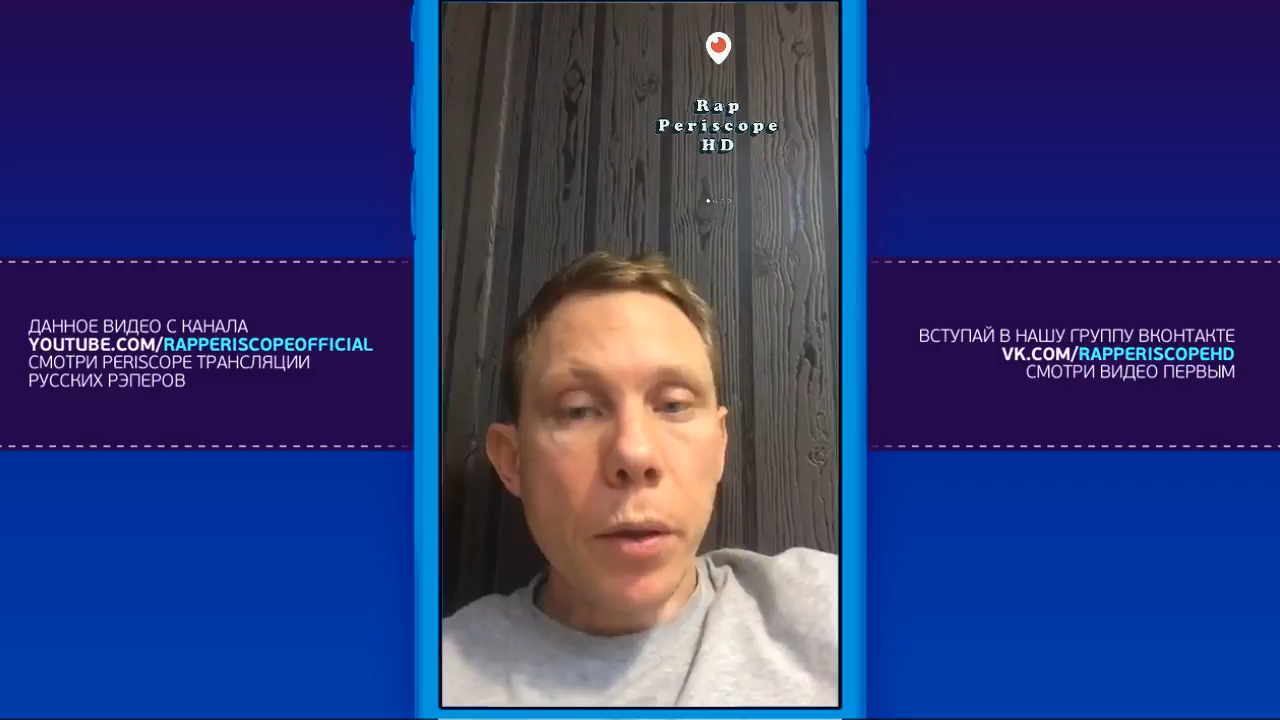 Rap
Periscope
HD
ДАННОЕ ВИДЕО С КАНАЛА
YOUTUBE.COM/RAPPERISCOPEOFFICIAL
СМОТРИ PERISCOPE ТРАНСЛЯЦИИ
РУССКИХ РЭПЕРОВ
ВСТУПАЙ В НАШУ ГРУППУ ВКОНТАКТЕ
VK.COM/RAPPERISCOPEHD
СМОТРИ ВИДЕО ПЕРВЫМ